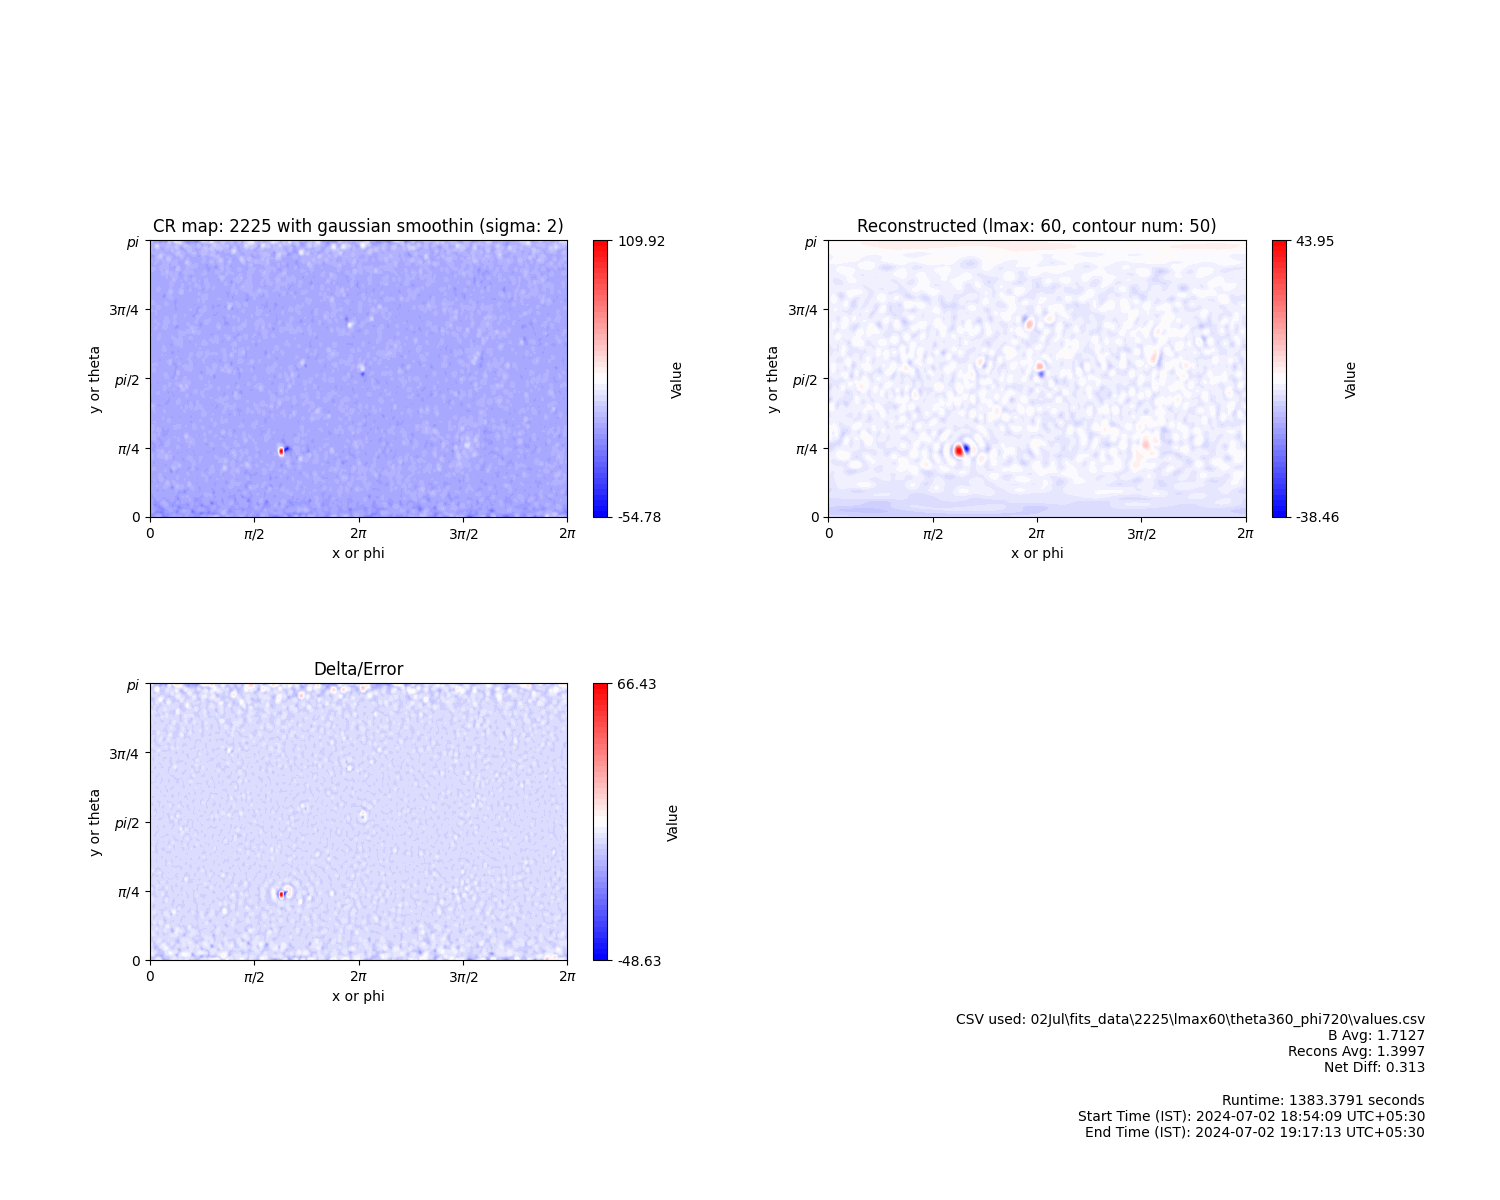 CR map: 2225 with gaussian smoothin (sigma: 2)
pi
3π/4
pi/2
π/4
0
y or theta
0
π/2
2π
3π/2
2π
x or phi
109.92
-54.78
Value
Reconstructed (lmax: 60, contour num: 50)
pi
3π/4
pi/2
π/4
0
y or theta
0
π/2
2π
3π/2
2π
x or phi
43.95
-38.46
Value
Delta/Error
pi
3π/4
pi/2
π/4
0
y or theta
0
π/2
2π
3π/2
2π
x or phi
66.43
-48.63
Value
CSV used: 02Jul\fits_data\2225\lmax60\theta360_phi720\values.csv
B Avg: 1.7127
Recons Avg: 1.3997
Net Diff: 0.313
Runtime: 1383.3791 seconds
Start Time (IST): 2024-07-02 18:54:09 UTC+05:30
End Time (IST): 2024-07-02 19:17:13 UTC+05:30